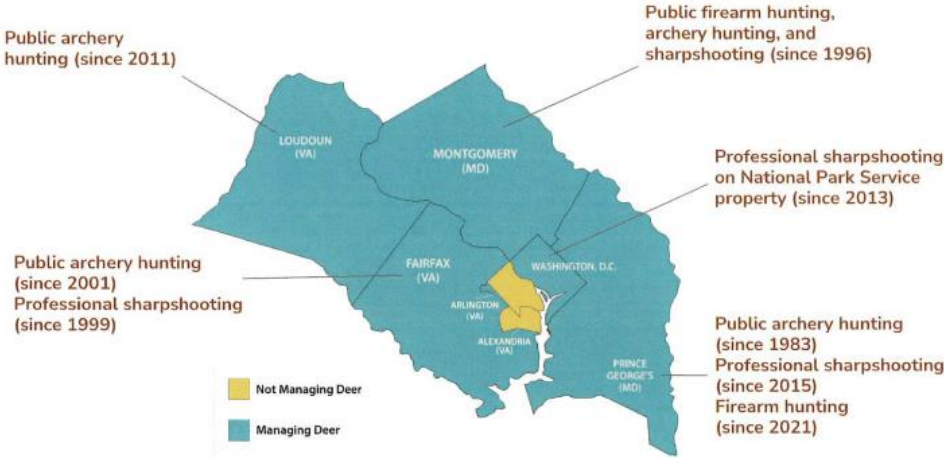 Public archery
hunting (since 2011)
Public firearm hunting,
archery hunting, and
sharpshooting (since 1996)
LOUDOUN
(VA)
MONTGOMERY
(MD)
Professional sharpshooting
on National Park Service
property (since 2013)
Public archery hunting
(since 2001)
Professional sharpshooting
(since 1999)
FAIRFAX
(VA)
WASHINGTON, D.C.
ARLINGTON
(VA)
ALEXANDRIA
(VA)
PRINCE
GEORGE'S
(MD)
Public archery hunting
(since 1983)
Professional sharpshooting
(since 2015)
Firearm hunting
(since 2021)
Not Managing Deer
Managing Deer